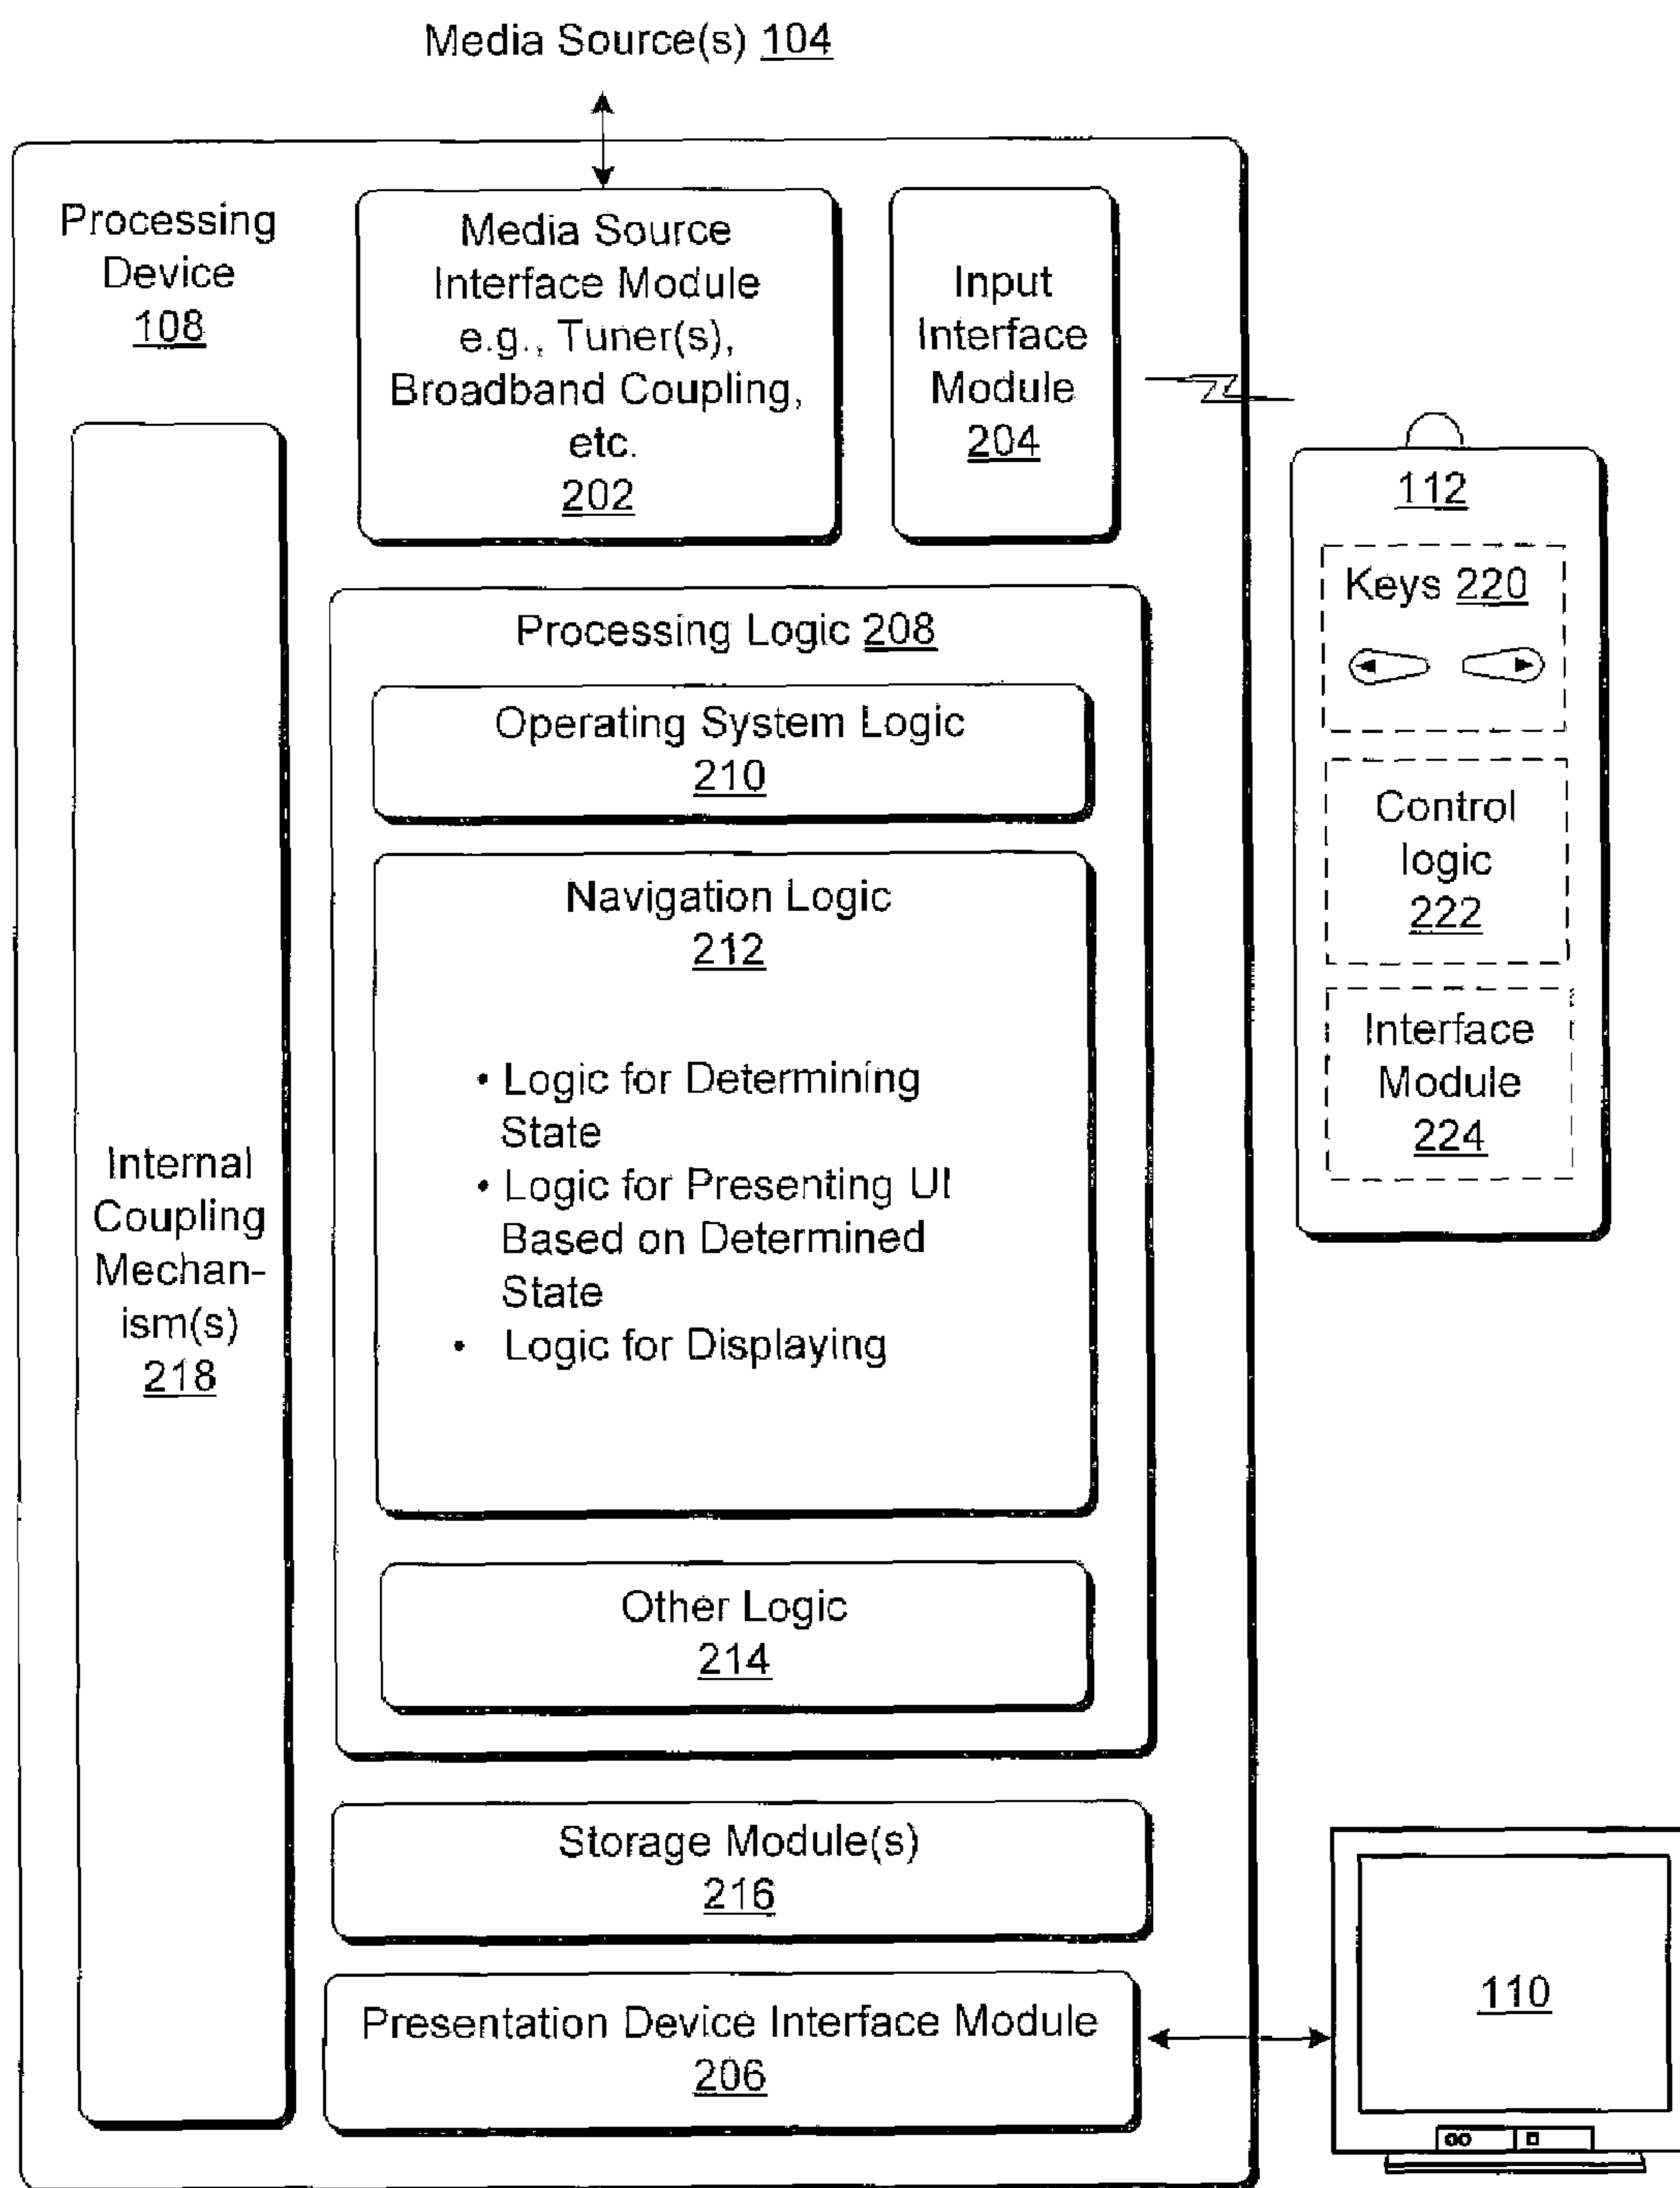 Media Source(s) 104
Processing
Device
108
Media Source
Interface Module
e.g., Tuner(s),
Broadband Coupling,
etc.
202
Input
Interface
Module
204
112
Keys 220
Control
logic
222
Interface
Module
224
Processing Logic 208
Operating System Logic
210
Navigation Logic
212
• Logic for Determining
State
• Logic for Presenting UI
Based on Determined
State
• Logic for Displaying
Internal
Coupling
Mechan-
ism(s)
218
Other Logic
214
Storage Module(s)
216
Presentation Device Interface Module
206
110